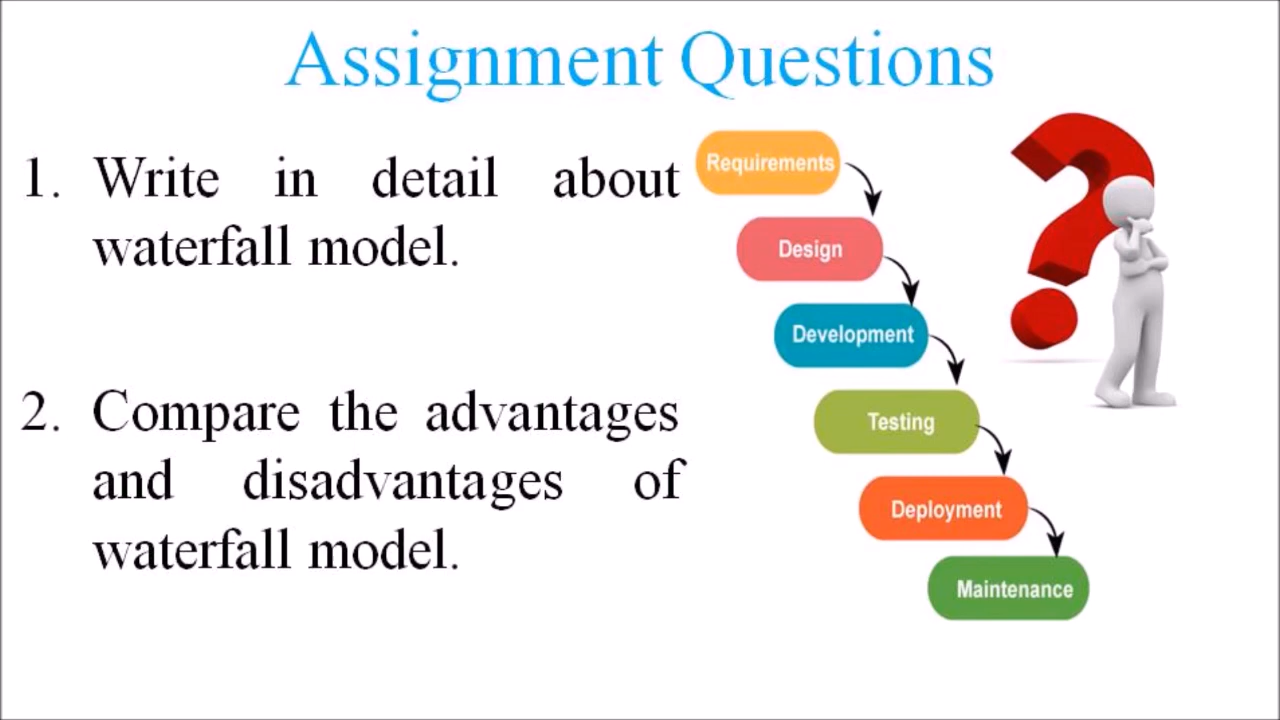 Assignment Questions
1. Write in detail about
waterfall model.
2. Compare the advantages
and disadvantages of
waterfall model.
Requirements
Design
Development
Testing
Deployment
Maintenance